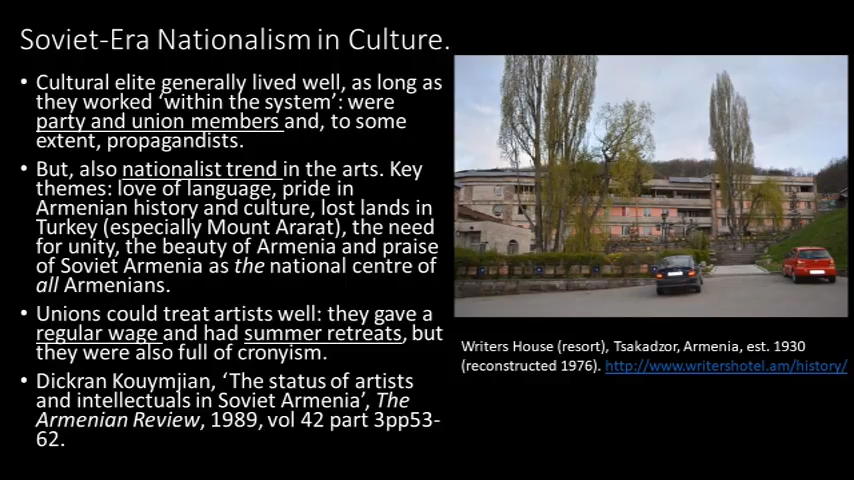 Soviet-Era Nationalism in Culture.
• Cultural elite generally lived well, as long as
they worked ‘within the system’: were
party and union members and, to some
extent, propagandists.
• But, also nationalist trend in the arts. Key
themes: love of language, pride in
Armenian history and culture, lost lands in
Turkey (especially Mount Ararat), the need
for unity, the beauty of Armenia and praise
of Soviet Armenia as the national centre of
all Armenians.
• Unions could treat artists well: they gave a
regular wage and had summer retreats, but
they were also full of cronyism.
• Dickran Kouymjian, ‘The status of artists
and intellectuals in Soviet Armenia’, The
Armenian Review, 1989, vol 42 part 3pp53-
62.
Writers House (resort), Tsakadzor, Armenia, est. 1930
(reconstructed 1976). http://www.writershotel.am/history/